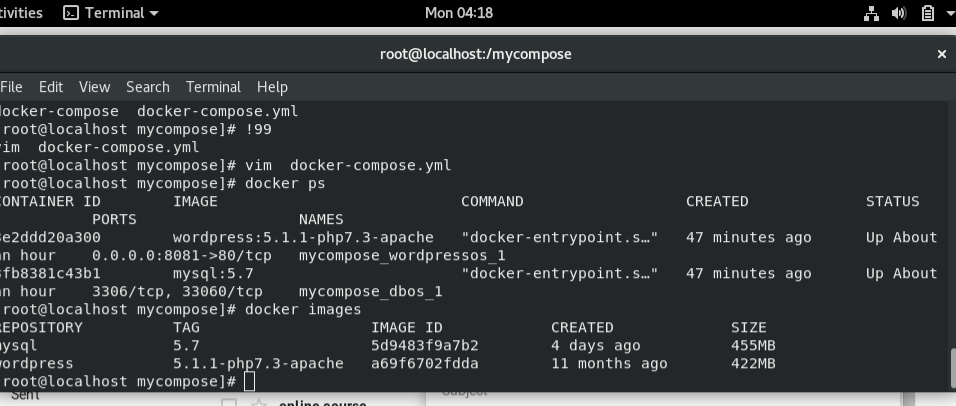 tivities Terminal Mon 04:18
root@localhost:/mycompose ×
File Edit View Search Terminal Help
docker-compose  docker-compose.yml
root@localhost mycompose]# !99
vim  docker-compose.yml
root@localhost mycompose]# vim  docker-compose.yml
root@localhost mycompose]# docker ps
CONTAINER ID        IMAGE                           COMMAND                  CREATED             STATUS
PORTS                  NAMES
e2ddd20a300        wordpress:5.1.1-php7.3-apache   "docker-entrypoint.s…"   47 minutes ago      Up About
an hour    0.0.0.0:8081->80/tcp   mycompose_wordpressos_1
fb8381c43b1        mysql:5.7                       "docker-entrypoint.s…"   47 minutes ago      Up About
an hour    3306/tcp, 33060/tcp    mycompose_dbos_1
root@localhost mycompose]# docker images
REPOSITORY          TAG                   IMAGE ID            CREATED             SIZE
mysql               5.7                   5d9483f9a7b2        4 days ago          455MB
wordpress           5.1.1-php7.3-apache   a69f6702fdda        11 months ago       422MB
root@localhost mycompose]#
Sent online course Subject